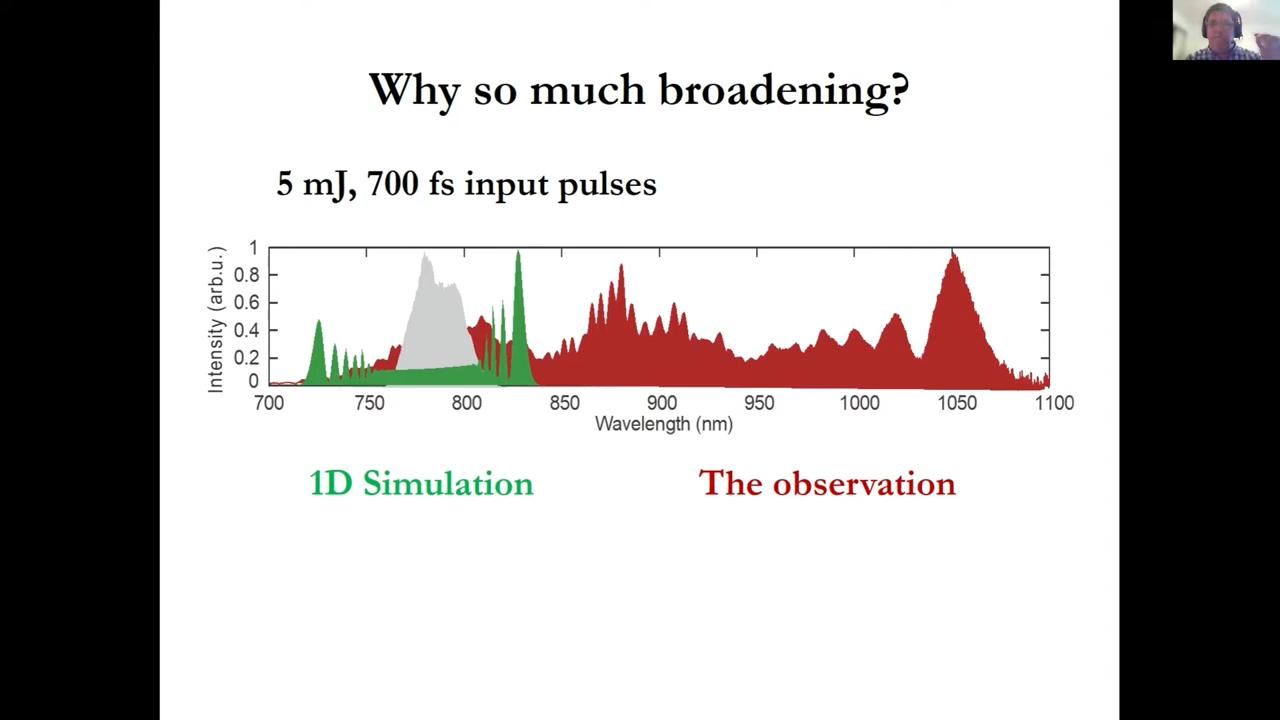 Why so much broadening?
5 mJ, 700 fs input pulses
Intensity (arb.u.)
1
0.8
0.6
0.4
0.2
0
700 750 800 850 900 950 1000 1050 1100
Wavelength (nm)
1D Simulation
The observation